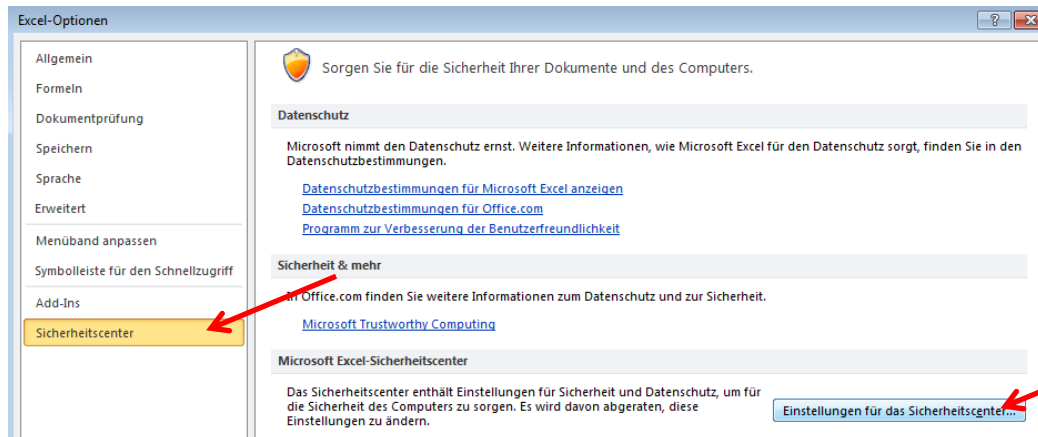 Excel-Optionen
Allgemein
Formeln
Dokumentprüfung
Speichern
Sprache
Erweitert
Menüband anpassen
Symbolleiste für den Schnellzugriff
Add-Ins
Sicherheitscenter
Sorgen Sie für die Sicherheit Ihrer Dokumente und des Computers.
Datenschutz
Microsoft nimmt den Datenschutz ernst. Weitere Informationen, wie Microsoft Excel für den Datenschutz sorgt, finden Sie in den
Datenschutzbestimmungen.
Datenschutzbestimmungen für Microsoft Excel anzeigen
Datenschutzbestimmungen für Office.com
Programm zur Verbesserung der Benutzerfreundlichkeit
Sicherheit & mehr
In Office.com finden Sie weitere Informationen zum Datenschutz und zur Sicherheit.
Microsoft Trustworthy Computing
Microsoft Excel-Sicherheitscenter
Das Sicherheitscenter enthält Einstellungen für Sicherheit und Datenschutz, um für
die Sicherheit des Computers zu sorgen. Es wird davon abgeraten, diese
Einstellungen zu ändern.
Einstellungen für das Sicherheitscenter...